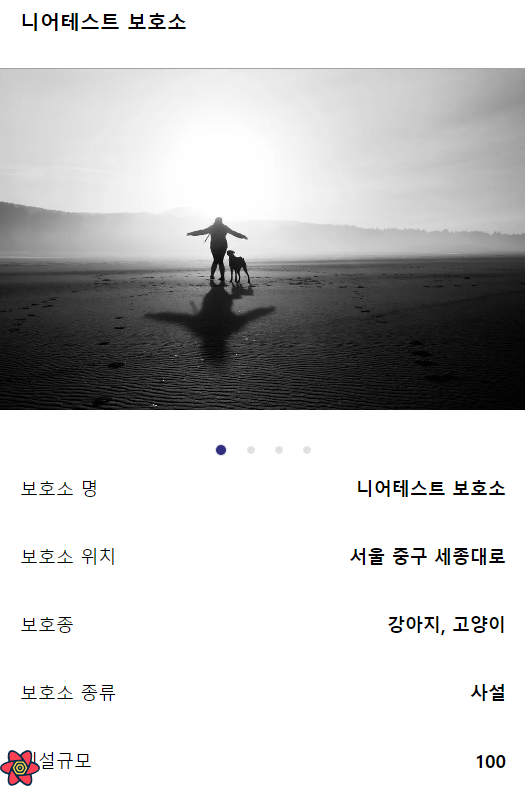 니어테스트 보호소
보호소 명 니어테스트 보호소
보호소 위치 서울 중구 세종대로
보호종 강아지, 고양이
보호소 종류 사설
설규모 100